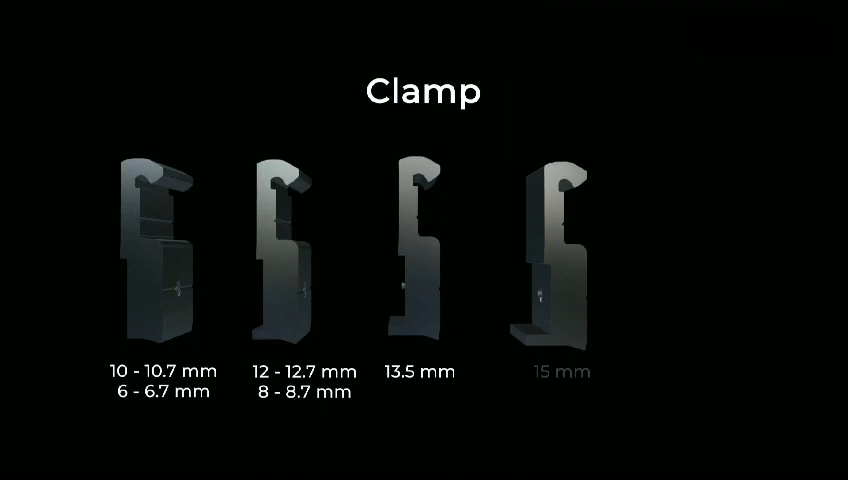 Clamp
10 - 10.7 mm
6 - 6.7 mm
12 - 12.7 mm
8 - 8.7 mm
13.5 mm
15 mm